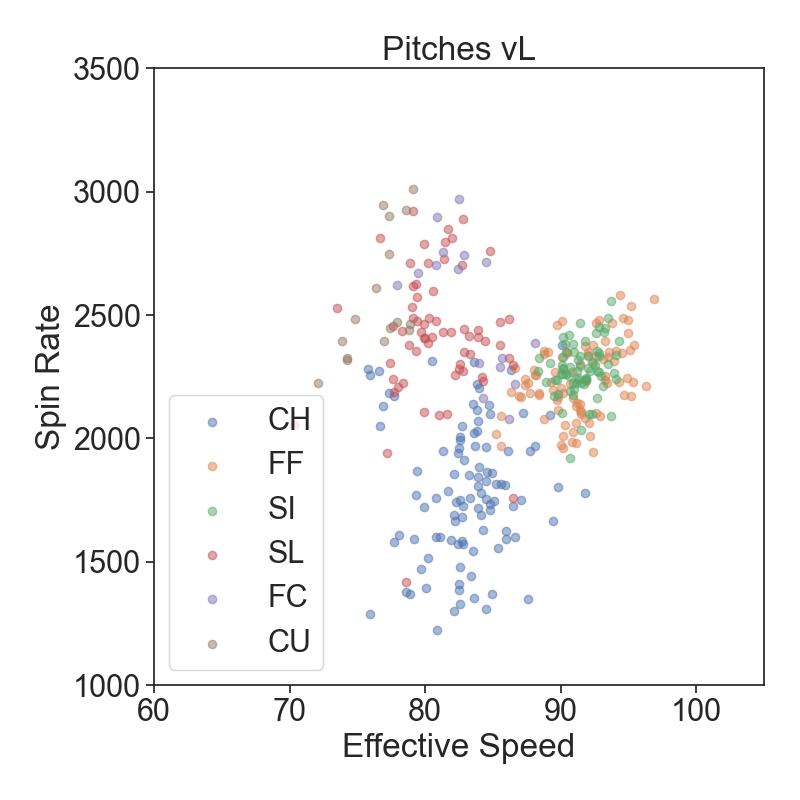 Pitches vL
3500
3000
2500
2000
1500
1000
Spin Rate
CH
FF
SI
SL
FC
CU
60 70 80 90 100
Effective Speed